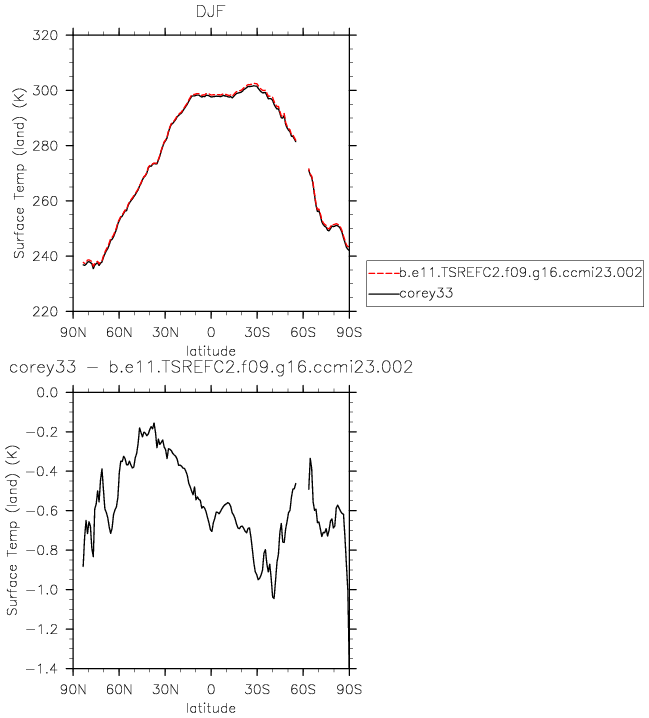 DJF
320
300
280
260
240
220
Surface Temp (land) (K)
90N 60N 30N 0 30S 60S 90S
latitude
b.e11.TSREFC2.f09.g16.ccmi23.002
corey33
corey33 − b.e11.TSREFC2.f09.g16.ccmi23.002
0.0
−0.2
−0.4
−0.6
−0.8
−1.0
−1.2
−1.4
Surface Temp (land) (K)
90N 60N 30N 0 30S 60S 90S
latitude